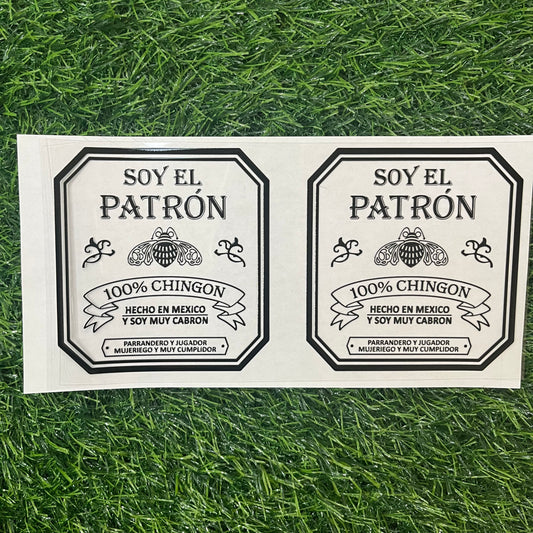 SOY EL
PATRÓN
100% CHINGON
HECHO EN MEXICO
Y SOY MUY CABRON
PARRANDERO Y JUGADOR
MUJERIEGO Y MUY CUMPLIDOR
SOY EL
PATRÓN
100% CHINGON
HECHO EN MEXICO
Y SOY MUY CABRON
PARRANDERO Y JUGADOR
MUJERIEGO Y MUY CUMPLIDOR